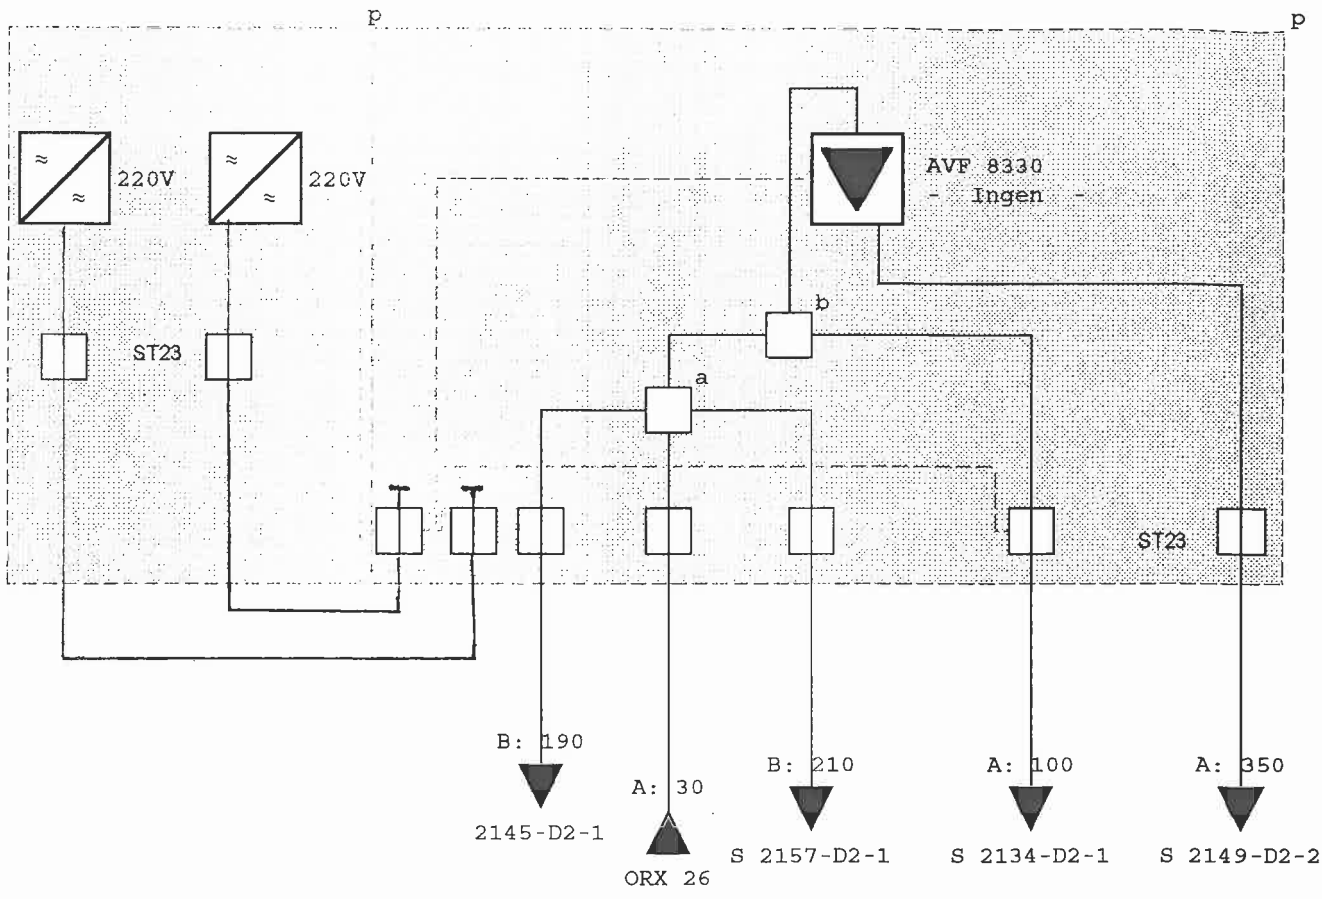 p
p
220V
220V
AVF 8330
- Ingen -
b
ST23
a
ST23
B: 190
B: 210
A: 100
A: 350
A: 30
2145-D2-1
S 2157-D2-1
S 2134-D2-1
S 2149-D2-2
ORX 26